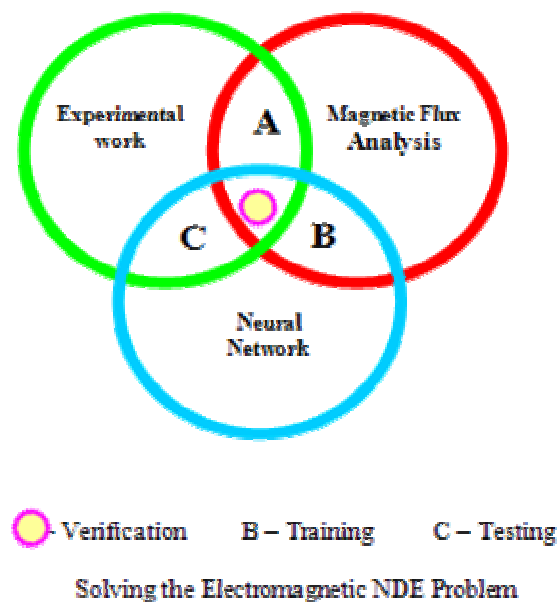 Experimental
work
A
Magnetic Flux
Analysis
C
B
Neural
Network
- Verification B – Training C – Testing
Solving the Electromagnetic NDE Problem